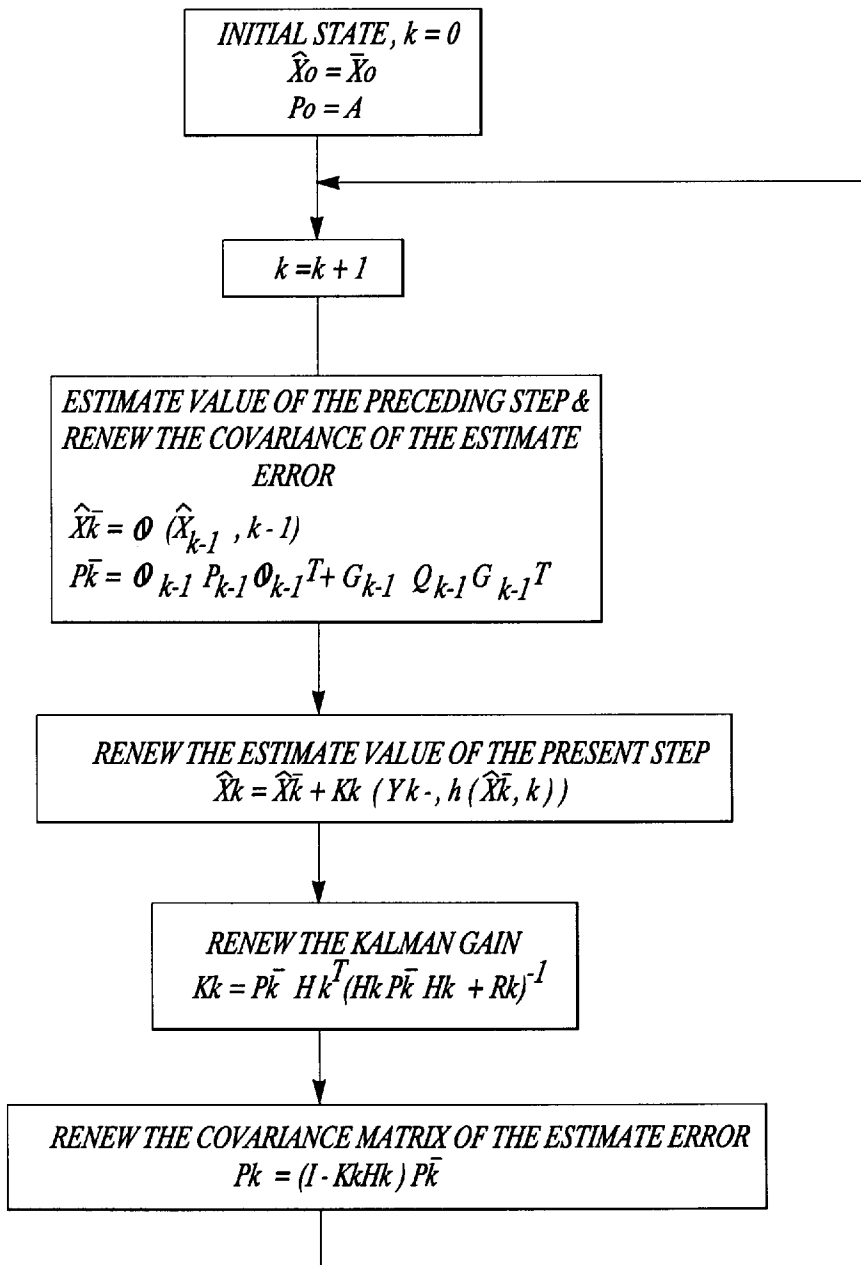 INITIAL STATE, k = 0
X̂o = X̄o
Po = A
k =k + 1
ESTIMATE VALUE OF THE PRECEDING STEP &
RENEW THE COVARIANCE OF THE ESTIMATE
ERROR
X̂k̄ = Φ (X̂k-1 , k - 1)
Pk̄ = Φk-1 Pk-1 Φk-1T + Gk-1 Qk-1 G k-1T
RENEW THE ESTIMATE VALUE OF THE PRESENT STEP
X̂k = X̂k̄ + Kk ( Yk -, h ( X̂k̄, k ) )
RENEW THE KALMAN GAIN
Kk = Pk̄ HkT(Hk Pk̄ Hk + Rk)-1
RENEW THE COVARIANCE MATRIX OF THE ESTIMATE ERROR
Pk = (I - KkHk ) Pk̄